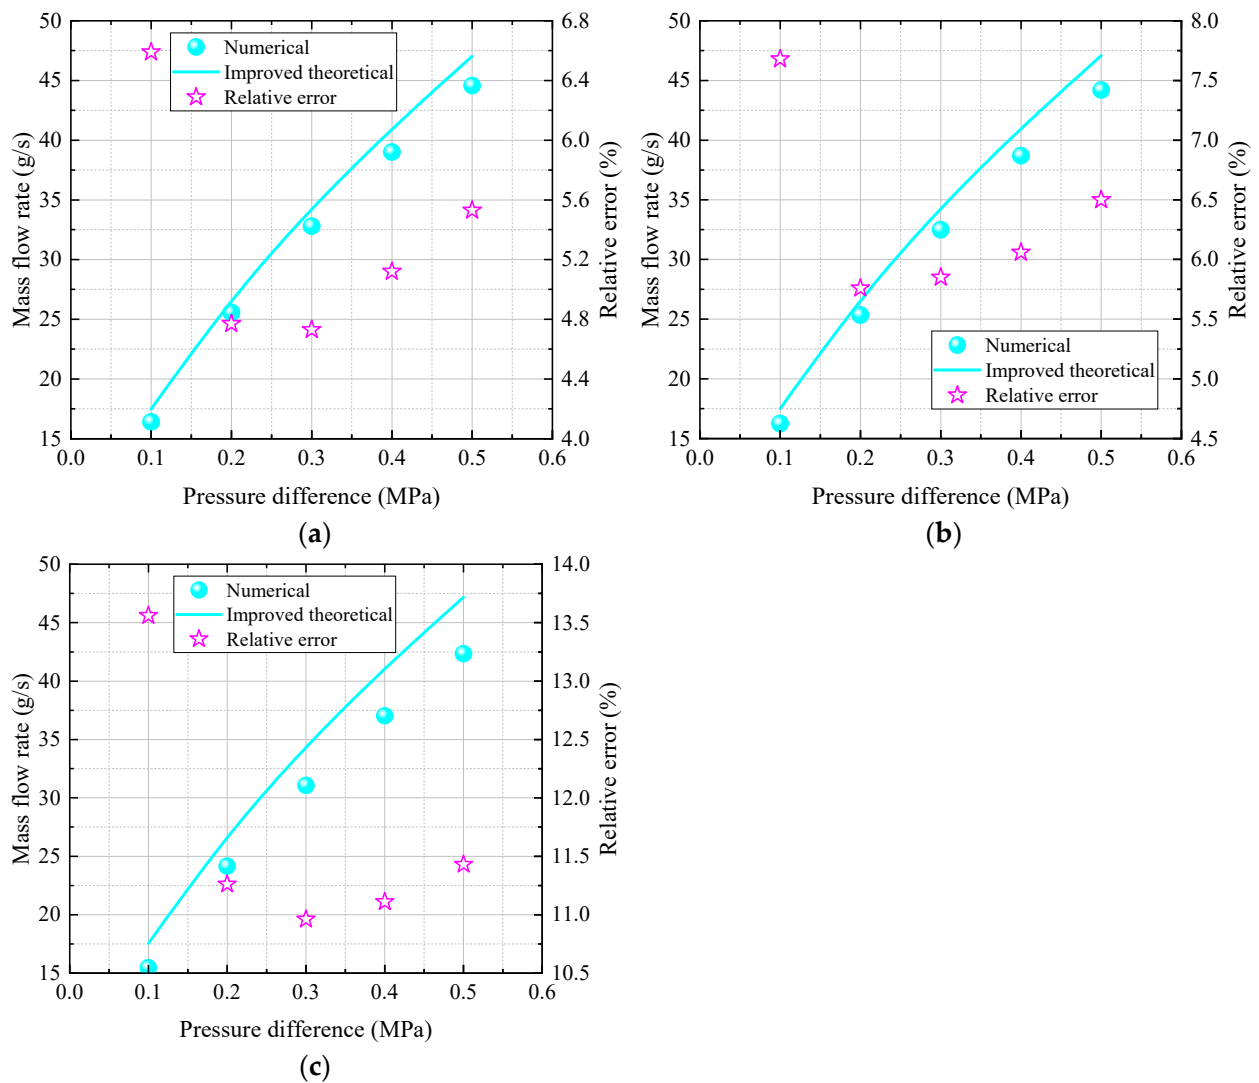 50
45
40
35
30
25
20
15
Mass flow rate (g/s)
Numerical
Improved theoretical
Relative error
6.8
6.4
6.0
5.6
5.2
4.8
4.4
4.0
Relative error (%)
0.0 0.1 0.2 0.3 0.4 0.5 0.6
Pressure difference (MPa)
(a)
50
45
40
35
30
25
20
15
Mass flow rate (g/s)
Numerical
Improved theoretical
Relative error
8.0
7.5
7.0
6.5
6.0
5.5
5.0
4.5
Relative error (%)
0.0 0.1 0.2 0.3 0.4 0.5 0.6
Pressure difference (MPa)
(b)
50
45
40
35
30
25
20
15
Mass flow rate (g/s)
Numerical
Improved theoretical
Relative error
14.0
13.5
13.0
12.5
12.0
11.5
11.0
10.5
Relative error (%)
0.0 0.1 0.2 0.3 0.4 0.5 0.6
Pressure difference (MPa)
(c)